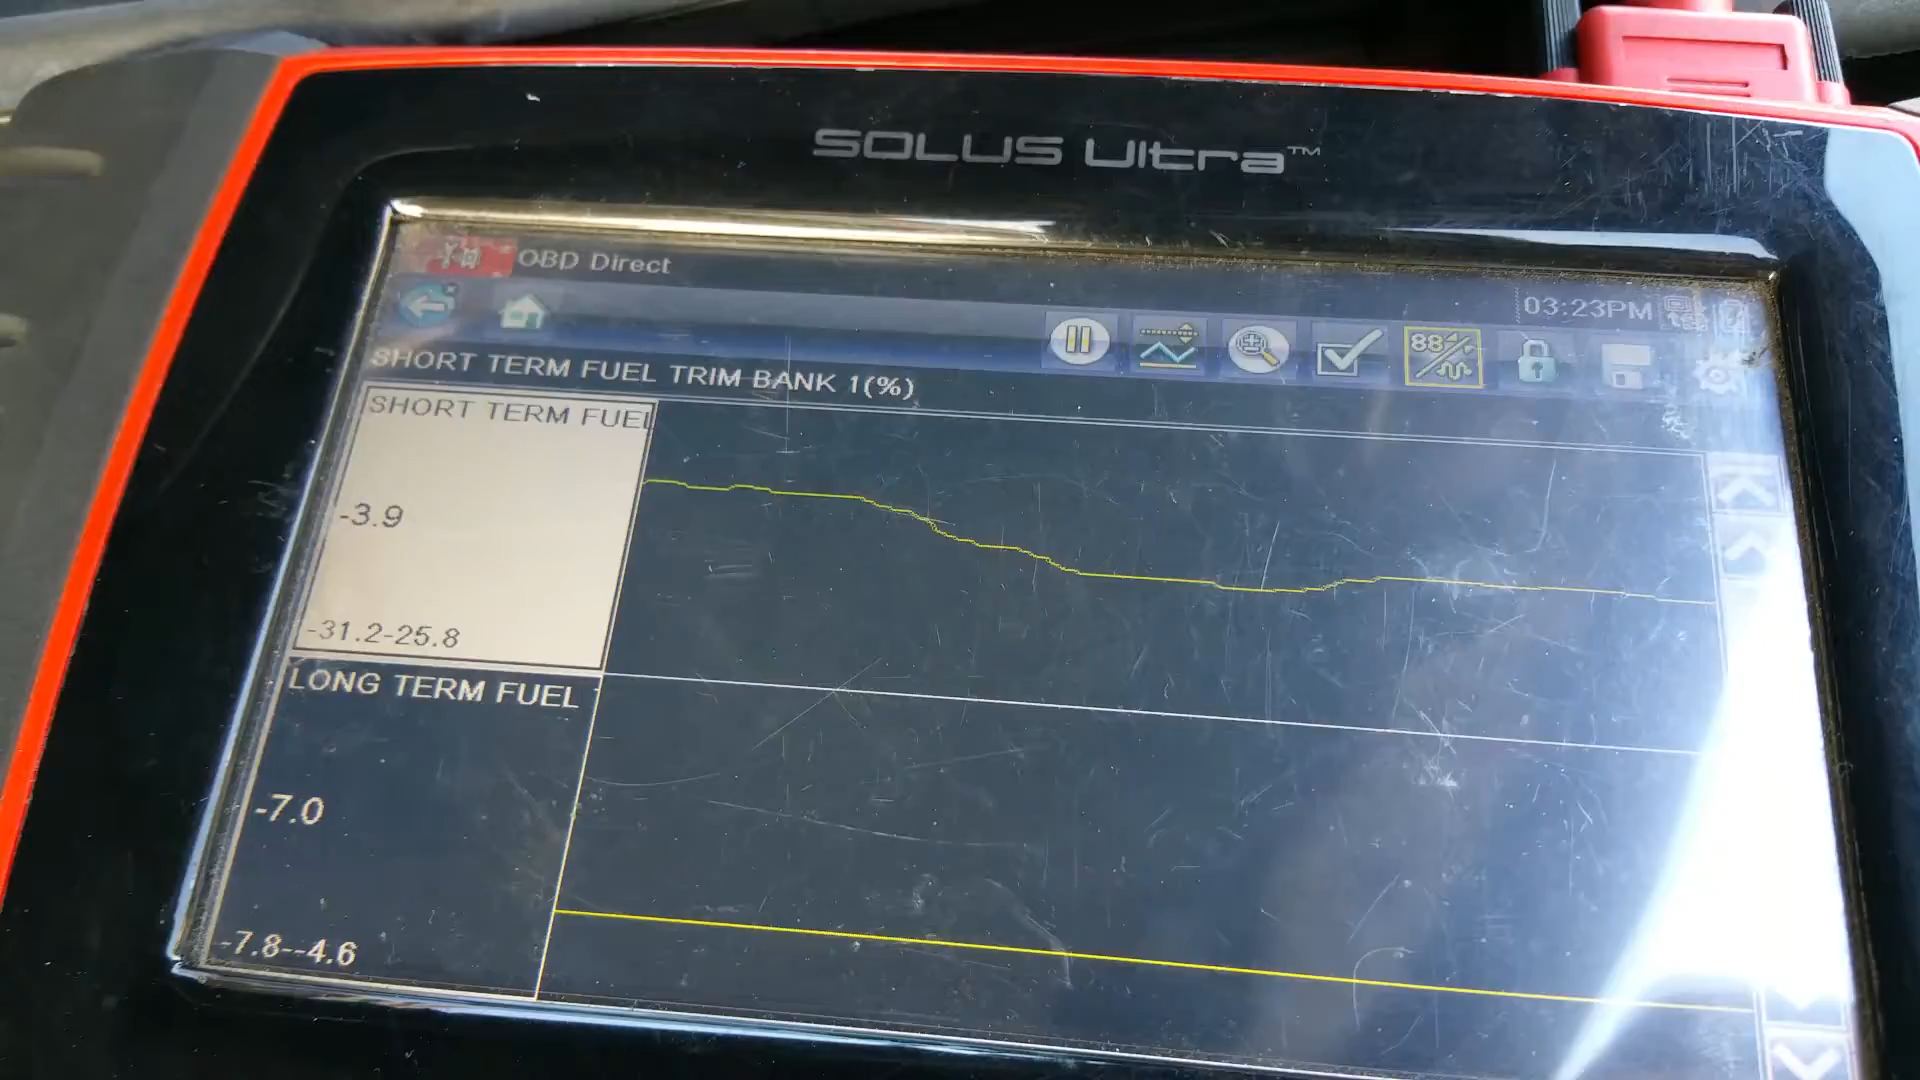 SOLUS Ultra™
OBD Direct
03:23PM
SHORT TERM FUEL TRIM BANK 1(%)
SHORT TERM FUEL
-3.9
-31.2-25.8
LONG TERM FUEL
-7.0
-7.8--4.6